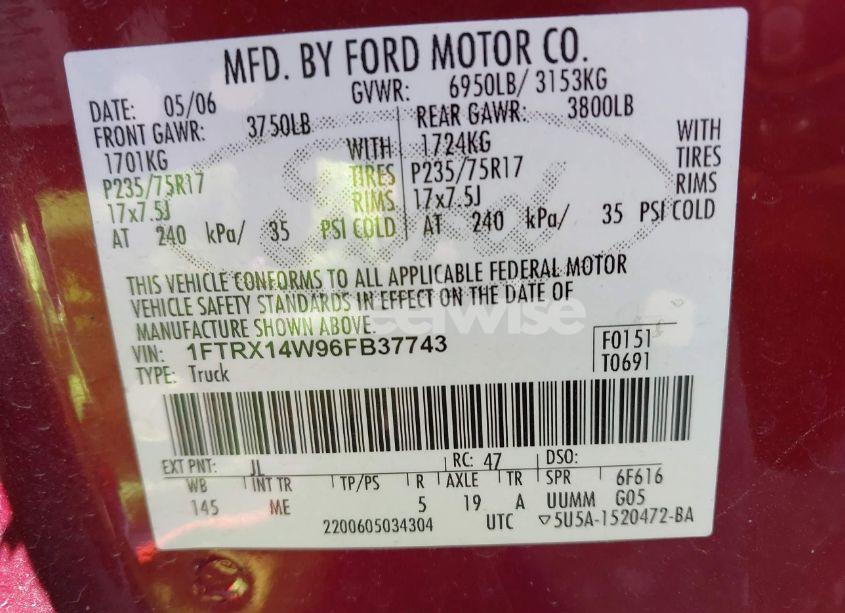 MFD. BY FORD MOTOR CO.
DATE: 05/06 GVWR: 6950LB/ 3153KG
FRONT GAWR: 3750LB REAR GAWR: 3800LB
1701KG WITH 1724KG WITH
P235/75R17 TIRES P235/75R17 TIRES
17x7.5J RIMS 17x7.5J RIMS
AT 240 kPa/ 35 PSI COLD AT 240 kPa/ 35 PSI COLD
THIS VEHICLE CONFORMS TO ALL APPLICABLE FEDERAL MOTOR
VEHICLE SAFETY STANDARDS IN EFFECT ON THE DATE OF
MANUFACTURE SHOWN ABOVE.
VIN: 1FTRX14W96FB37743 F0151
TYPE: Truck T0691
EXT PNT: JL RC: 47 DSO:
WB INT TR TP/PS R AXLE TR SPR 6F616
145 ME 5 19 A UUMM G05
2200605034304 UTC ▽5U5A-1520472-BA